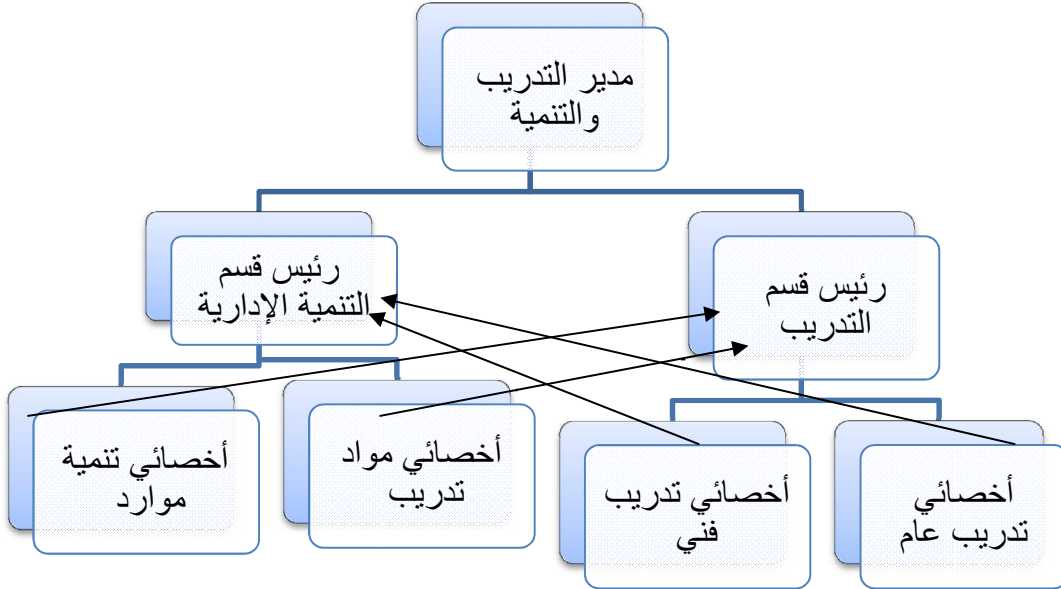 مدير التدريب
والتنمية
رئيس قسم
التدريب
رئيس قسم
التنمية الإدارية
أخصائي
تدريب عام
أخصائي تدريب
فني
أخصائي مواد
تدريب
أخصائي تنمية
موارد